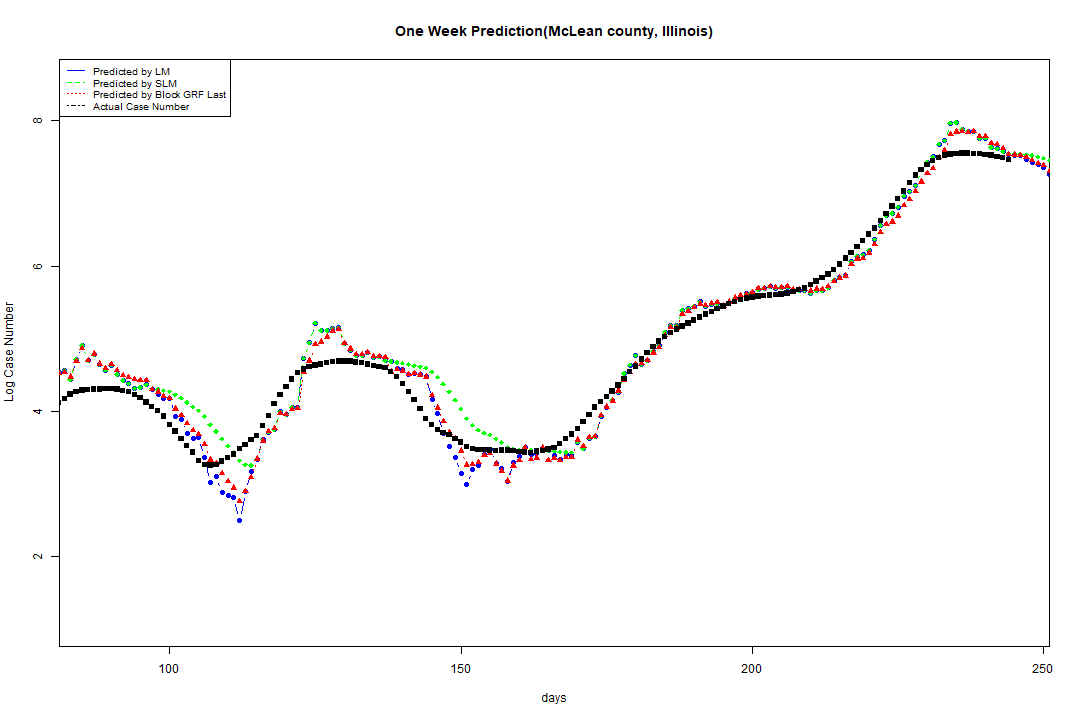 One Week Prediction(McLean county, Illinois)
Predicted by LM
Predicted by SLM
Predicted by Block GRF Last
Actual Case Number
Log Case Number
8
6
4
2
100 150 200 250
days